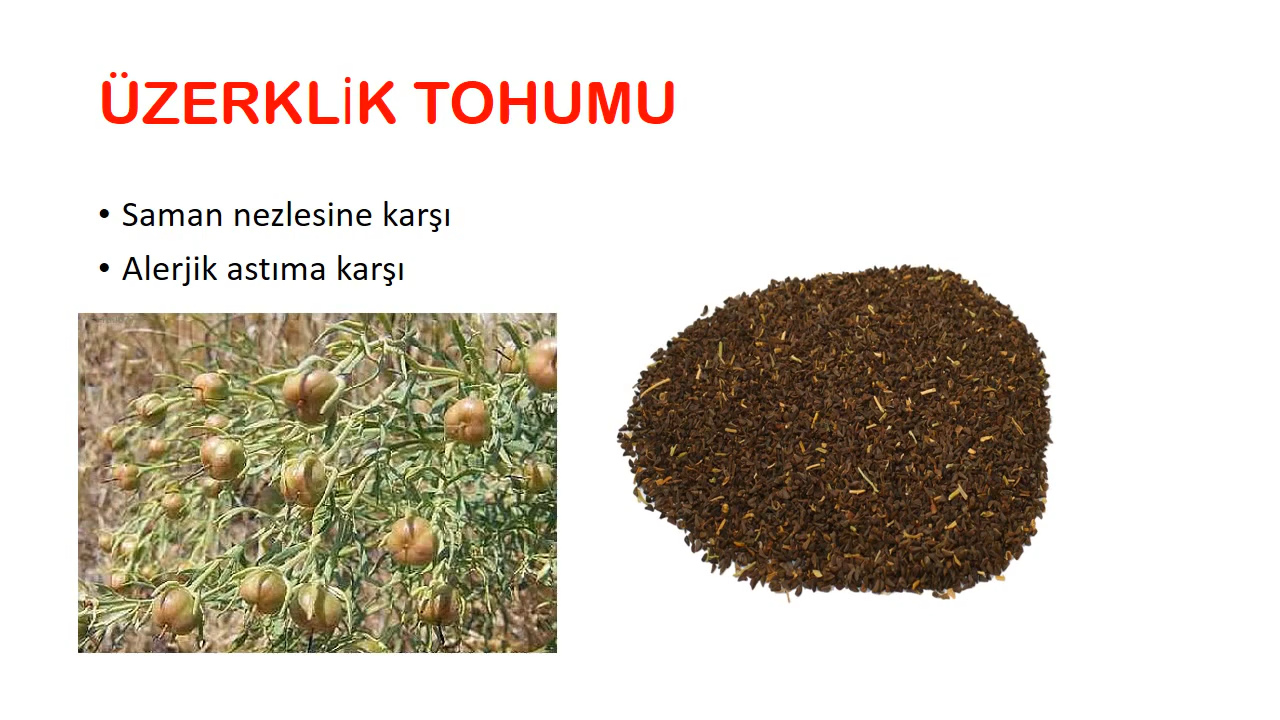 ÜZERKLİK TOHUMU
• Saman nezlesine karşı
• Alerjik astıma karşı